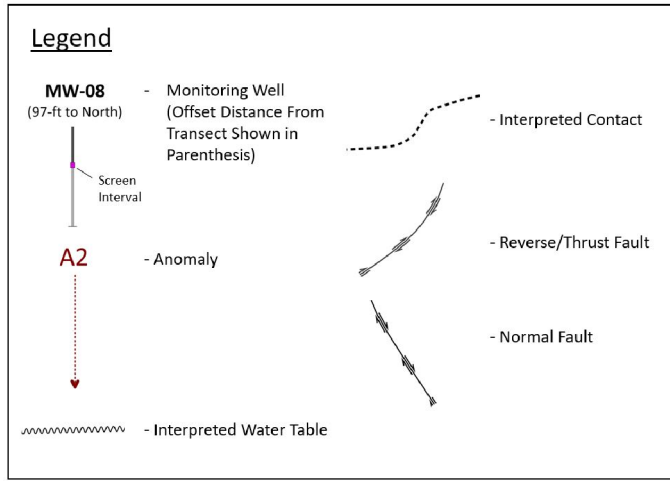 Legend
MW-08
(97-ft to North)
- Monitoring Well
(Offset Distance From
Transect Shown in
Parenthesis)
Screen
Interval
A2
- Anomaly
- Interpreted Water Table
- Interpreted Contact
- Reverse/Thrust Fault
- Normal Fault